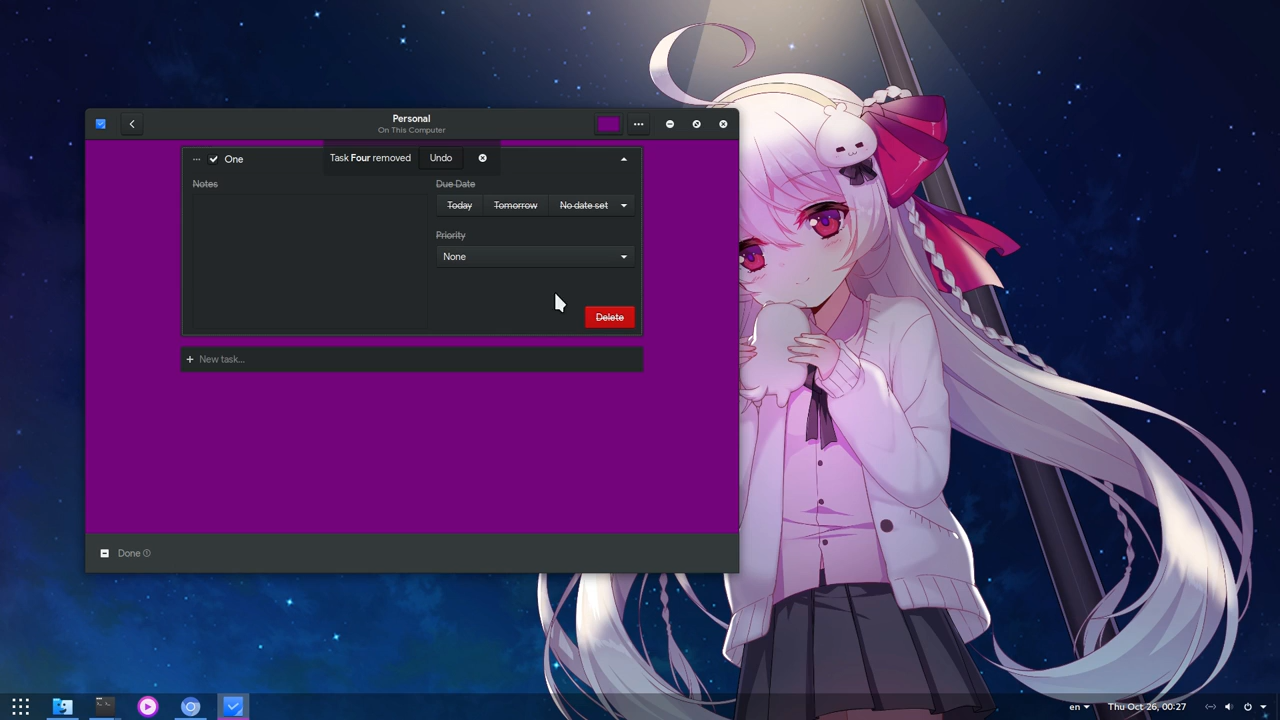 Personal
On This Computer
One
Task Four removed
Undo
Notes
Due Date
Today
Tomorrow
No date set
Priority
None
Delete
New task...
Done ①
en
Thu Oct 26, 00:27